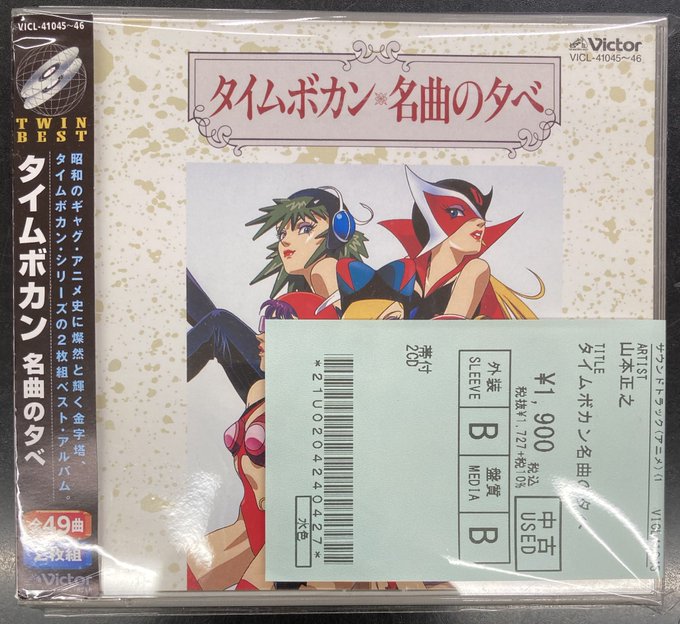 VICL-41045~46
TWIN
BEST
昭和のギャグ・アニメ史に燦然と輝く金字塔、
タイムボカン・シリーズの2枚組ベスト・アルバム。
タイムボカン 名曲の夕べ
全49曲
2枚組
Victor
Victor
VICL-41045~46
タイムボカン 名曲の夕べ
サウンドトラック(アニメ)(1
ARTIST
山本正之
TITLE
タイムボカン名曲の夕べ
¥1,900 税込
税抜¥1,727+税10%
中古
USED
外装
SLEEVE
B
盤質
MEDIA
B
帯付
2CD
*21U02042400427*
水色